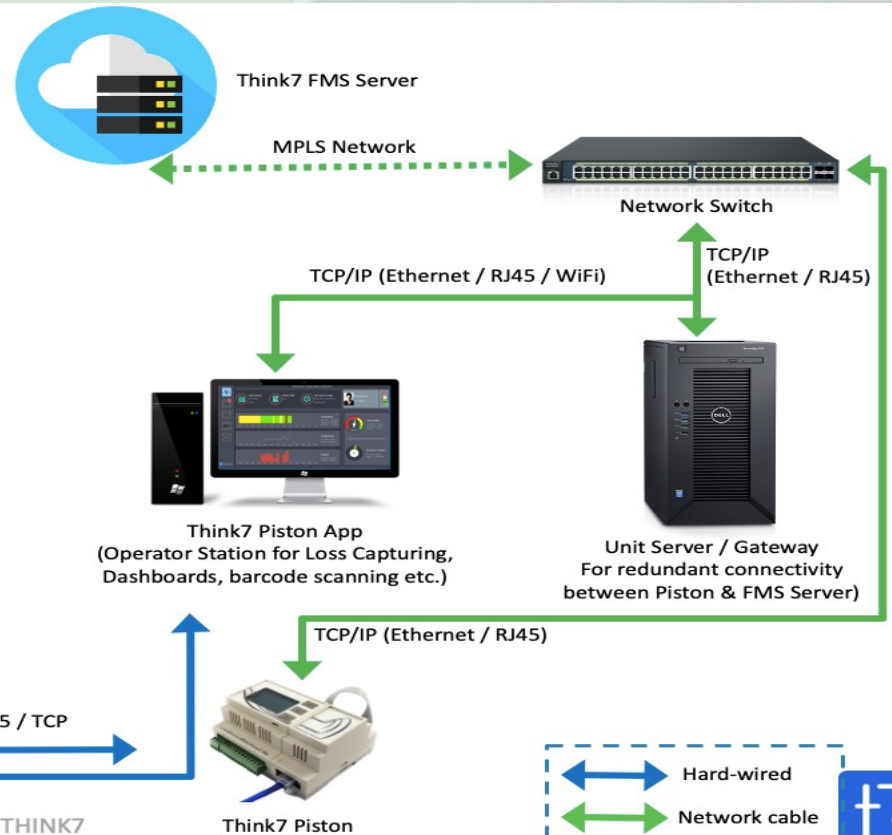 Think7 FMS Server
MPLS Network
Network Switch
TCP/IP
(Ethernet / RJ45)
TCP/IP (Ethernet / RJ45 / WiFi)
DELL
Think7 Piston App
(Operator Station for Loss Capturing,
Dashboards, barcode scanning etc.)
Unit Server / Gateway
For redundant connectivity
between Piston & FMS Server)
TCP/IP (Ethernet / RJ45)
5 / TCP
Hard-wired
Network cable
THINK7
Think7 Piston